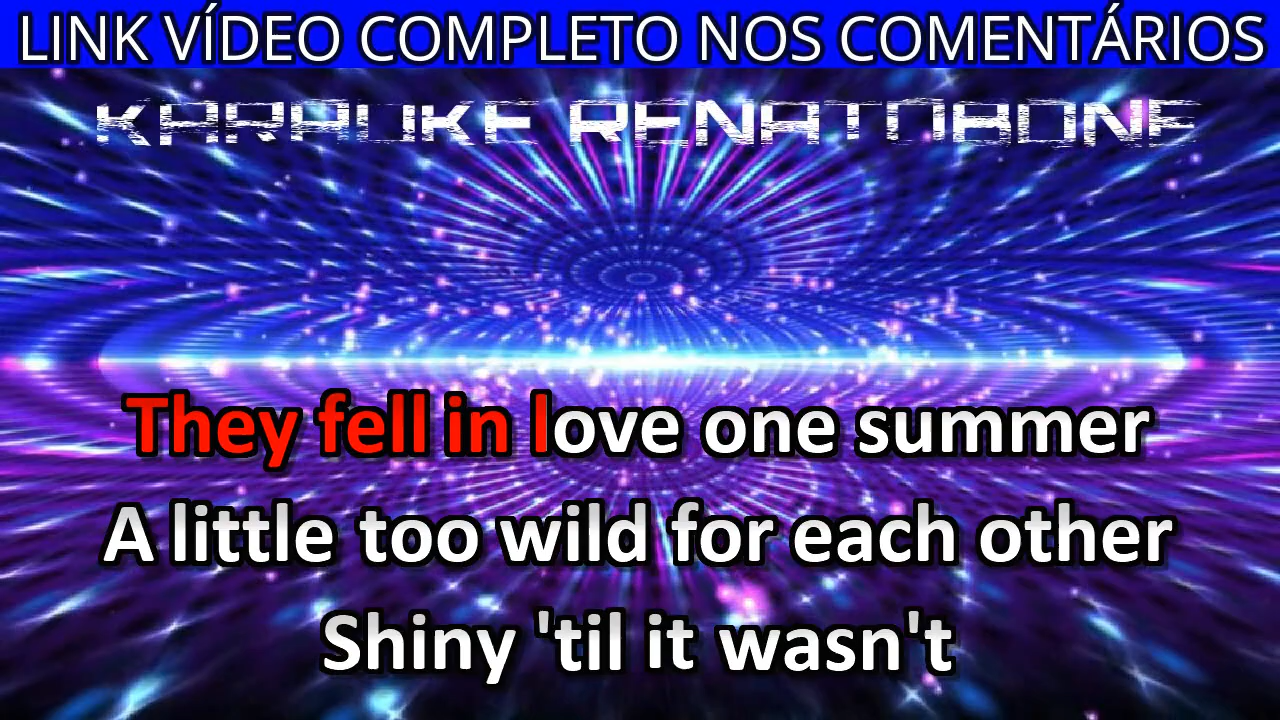 LINK VÍDEO COMPLETO NOS COMENTÁRIOS
KARAOKE RENATOBONE
They fell in love one summer
A little too wild for each other
Shiny 'til it wasn't